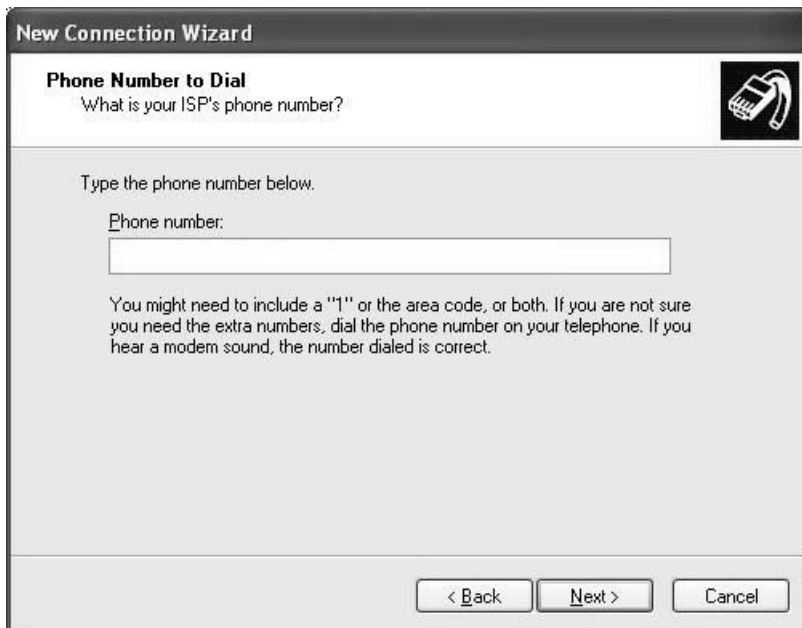 New Connection Wizard
Phone Number to Dial
What is your ISP's phone number?
Type the phone number below.
Phone number:
You might need to include a "1" or the area code, or both. If you are not sure
you need the extra numbers, dial the phone number on your telephone. If you
hear a modem sound, the number dialed is correct.
< Back
Next >
Cancel